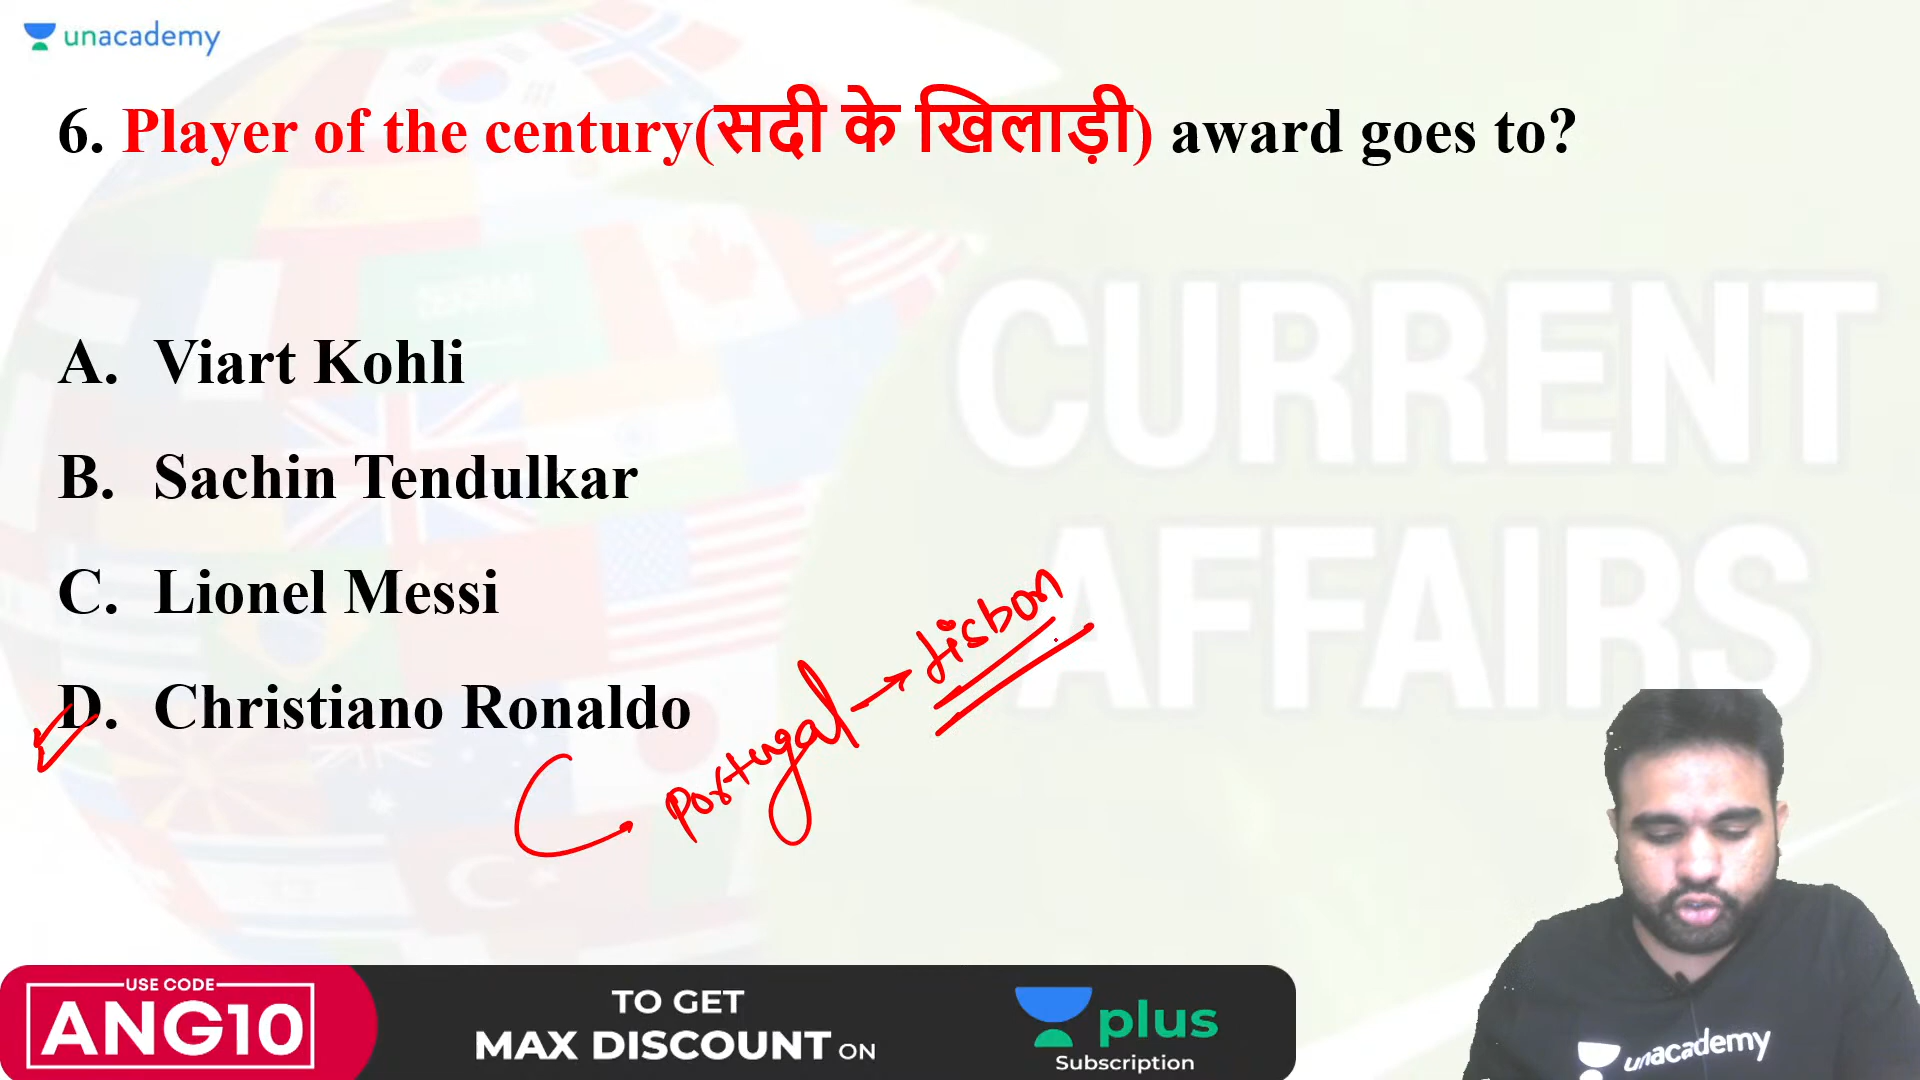 unacademy
6. Player of the century(सदी के खिलाड़ी) award goes to?
A. Viart Kohli
B. Sachin Tendulkar
C. Lionel Messi
D. Christiano Ronaldo
Portugal → Lisbon
CURRENT
AFFAIRS
USE CODE
ANG10
TO GET
MAX DISCOUNT ON
plus
Subscription
unacademy